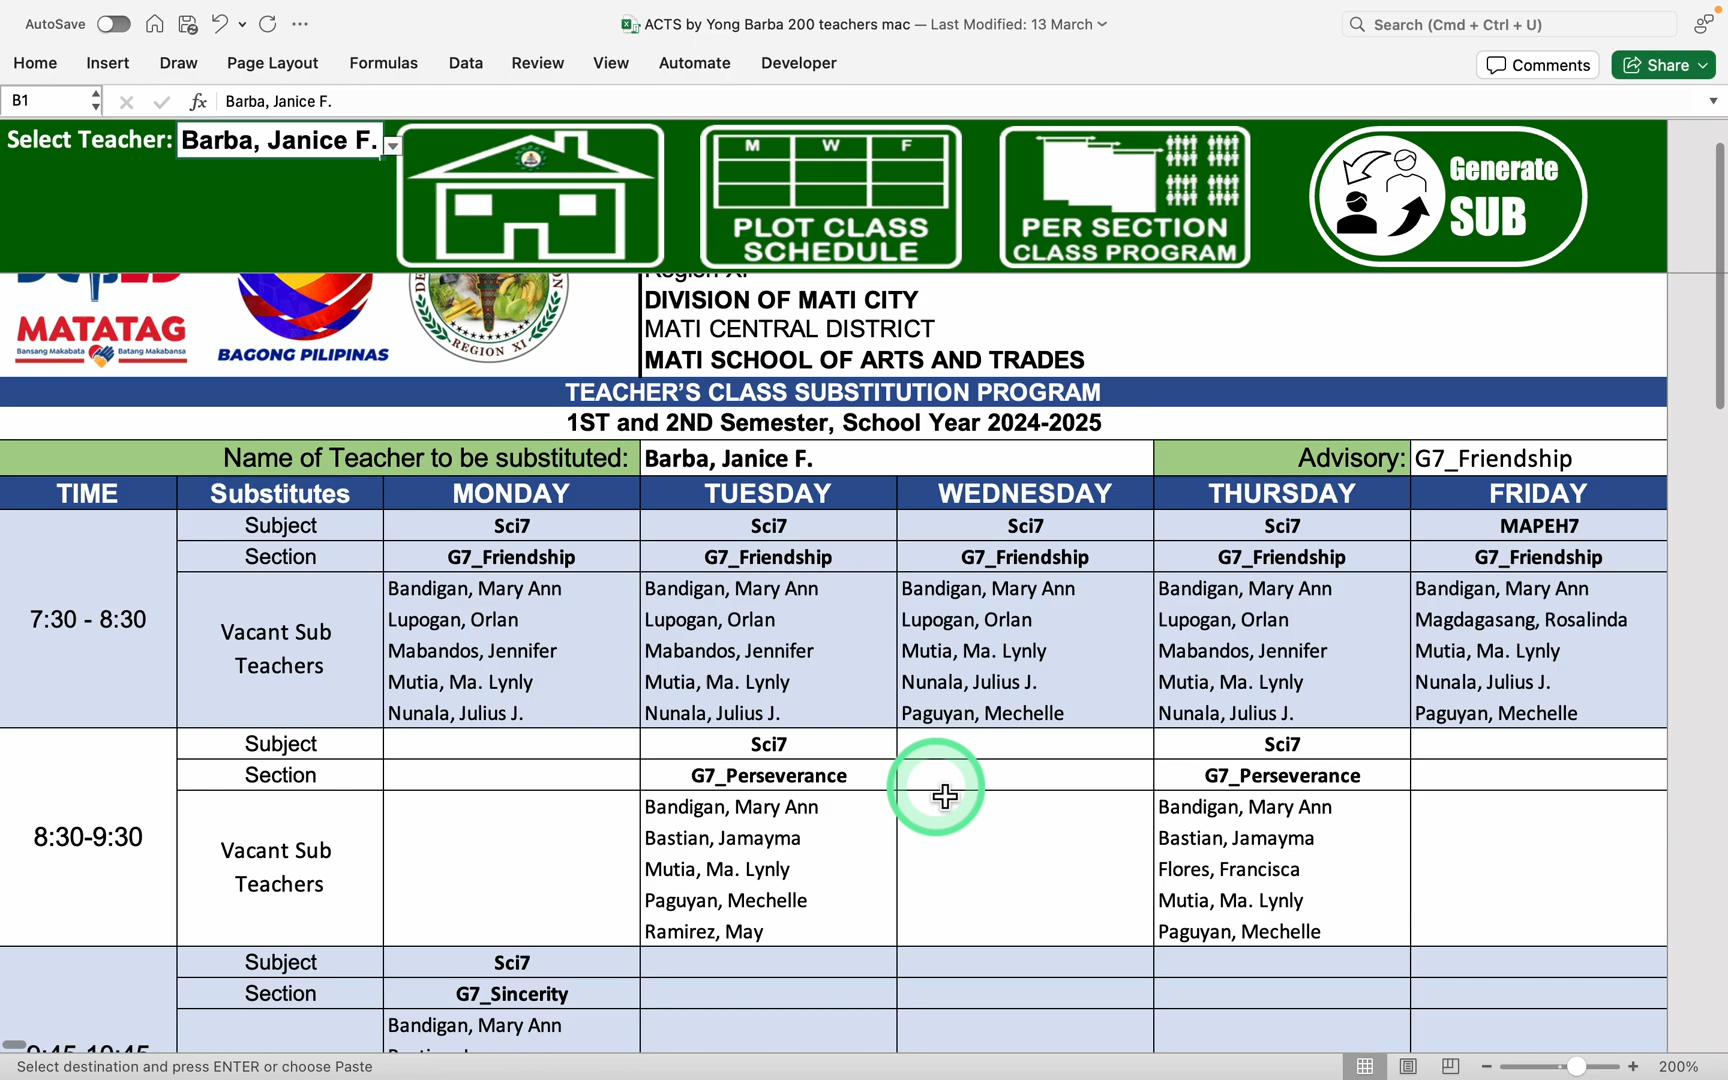 AutoSave
ACTS by Yong Barba 200 teachers mac — Last Modified: 13 March
Search (Cmd + Ctrl + U)
Home Insert Draw Page Layout Formulas Data Review View Automate Developer Comments Share
B1 fx Barba, Janice F.
Select Teacher: Barba, Janice F.
M W F
PLOT CLASS
SCHEDULE
PER SECTION
CLASS PROGRAM
Generate
SUB
MATATAG
Bansang Makabata Batang Makabansa
BAGONG PILIPINAS
REGION XI
Region XI
DIVISION OF MATI CITY
MATI CENTRAL DISTRICT
MATI SCHOOL OF ARTS AND TRADES
TEACHER'S CLASS SUBSTITUTION PROGRAM
1ST and 2ND Semester, School Year 2024-2025
Name of Teacher to be substituted: Barba, Janice F. Advisory: G7_Friendship
TIME Substitutes MONDAY TUESDAY WEDNESDAY THURSDAY FRIDAY
Subject Sci7 Sci7 Sci7 Sci7 MAPEH7
Section G7_Friendship G7_Friendship G7_Friendship G7_Friendship G7_Friendship
7:30 - 8:30
Vacant Sub
Teachers
Bandigan, Mary Ann Bandigan, Mary Ann Bandigan, Mary Ann Bandigan, Mary Ann Bandigan, Mary Ann
Lupogan, Orlan Lupogan, Orlan Lupogan, Orlan Lupogan, Orlan Magdagasang, Rosalinda
Mabandos, Jennifer Mabandos, Jennifer Mutia, Ma. Lynly Mabandos, Jennifer Mutia, Ma. Lynly
Mutia, Ma. Lynly Mutia, Ma. Lynly Nunala, Julius J. Mutia, Ma. Lynly Nunala, Julius J.
Nunala, Julius J. Nunala, Julius J. Paguyan, Mechelle Nunala, Julius J. Paguyan, Mechelle
Subject Sci7 Sci7
Section G7_Perseverance G7_Perseverance
8:30-9:30
Vacant Sub
Teachers
Bandigan, Mary Ann Bandigan, Mary Ann
Bastian, Jamayma Bastian, Jamayma
Mutia, Ma. Lynly Flores, Francisca
Paguyan, Mechelle Mutia, Ma. Lynly
Ramirez, May Paguyan, Mechelle
Subject Sci7
Section G7_Sincerity
Bandigan, Mary Ann
9:45-10:45
Select destination and press ENTER or choose Paste
200%